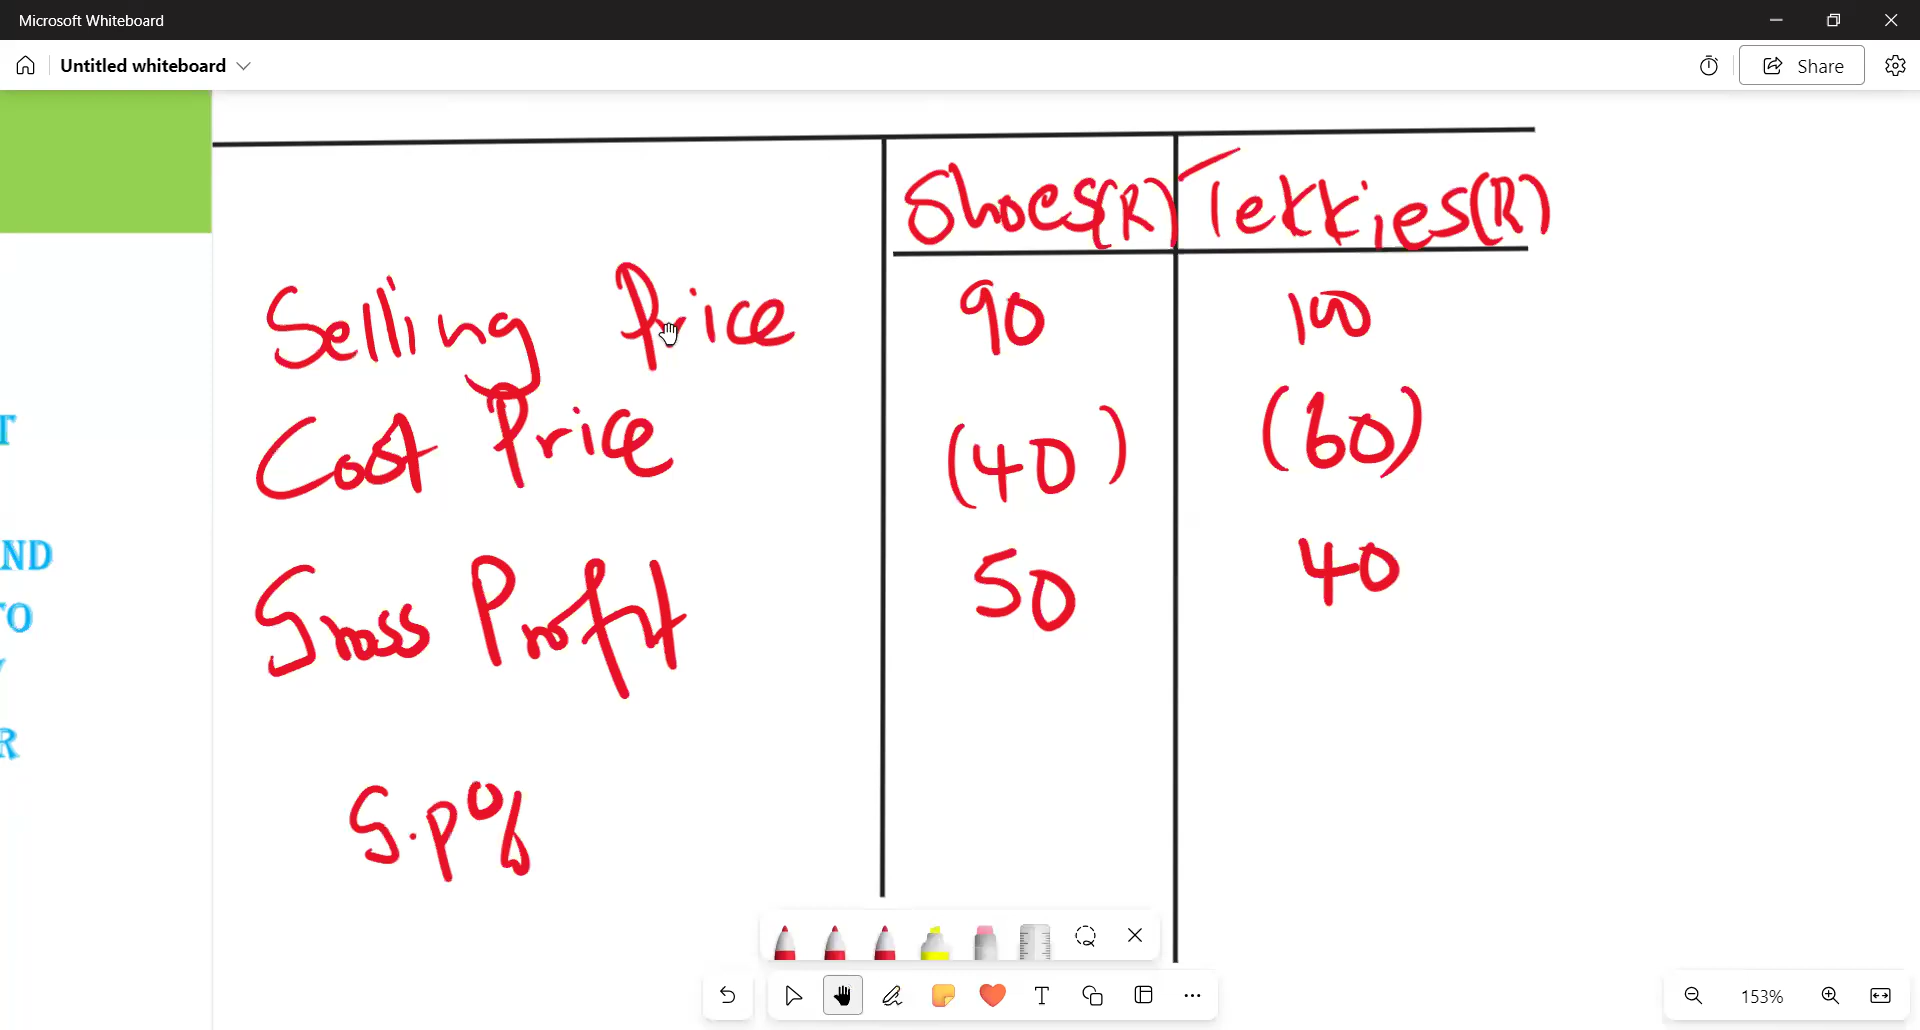 Microsoft Whiteboard
Untitled whiteboard
Share
Shoes(R) Tekkies(R)
Selling Price 90 100
Cost Price (40) (60)
Gross Profit 50 40
G.P%
T
ND
TO
Y
R
153%